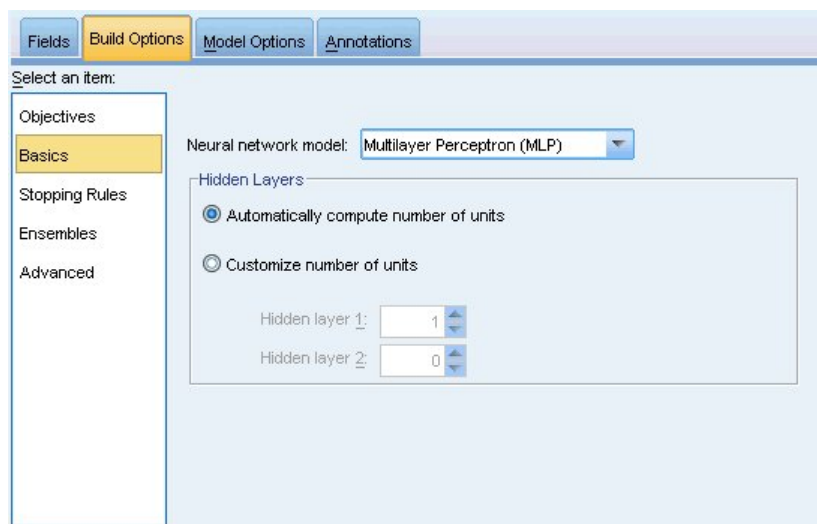 Fields Build Options Model Options Annotations
Select an item:
Objectives
Basics
Stopping Rules
Ensembles
Advanced
Neural network model: Multilayer Perceptron (MLP)
Hidden Layers
Automatically compute number of units
Customize number of units
Hidden layer 1: 1
Hidden layer 2: 0